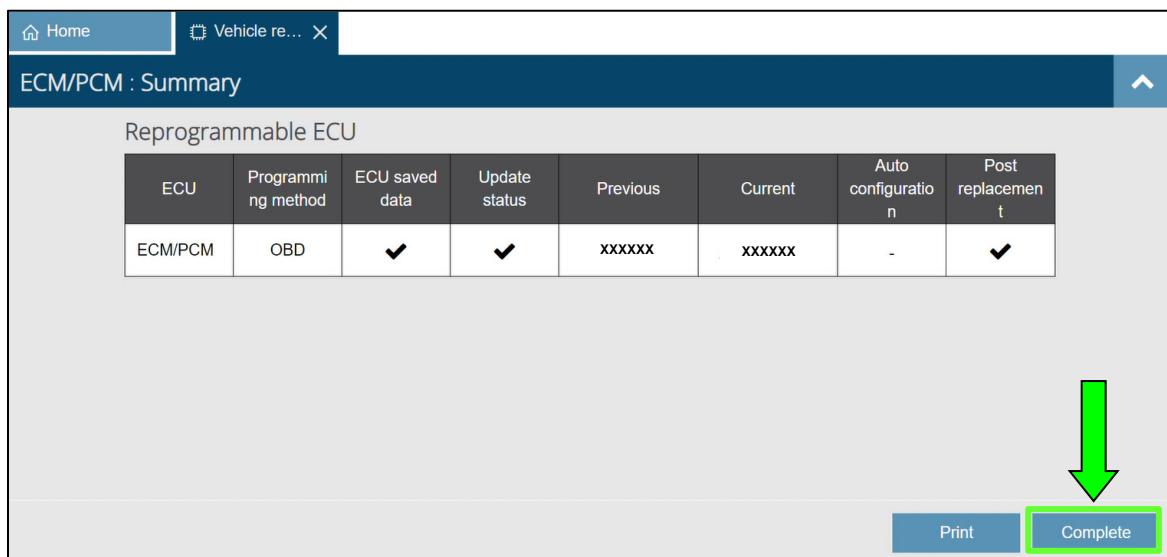 Home
Vehicle re...
ECM/PCM : Summary
Reprogrammable ECU
ECU
Programmi
ng method
ECU saved
data
Update
status
Previous
Current
Auto
configuratio
n
Post
replacemen
t
ECM/PCM
OBD
XXXXXX
XXXXXX
-
Print
Complete